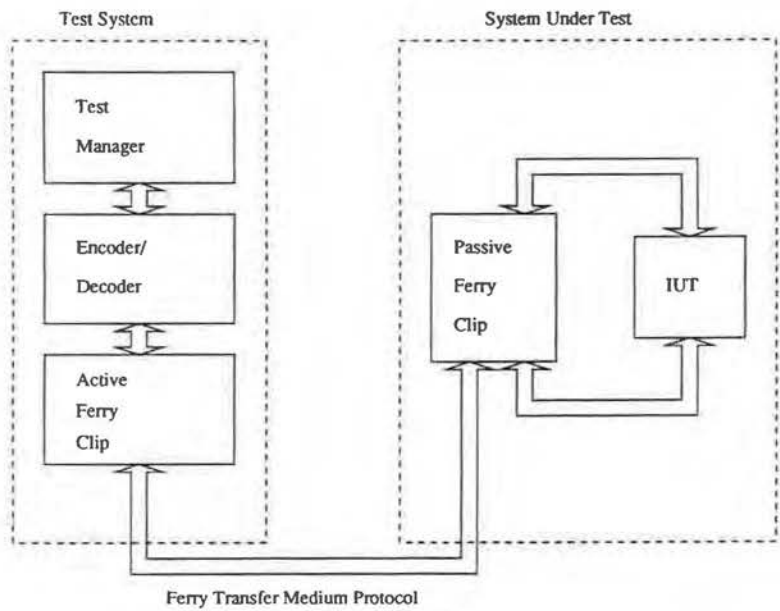 Test System
System Under Test
Test
Manager
Encoder/
Decoder
Active
Ferry
Clip
Passive
Ferry
Clip
IUT
Ferry Transfer Medium Protocol